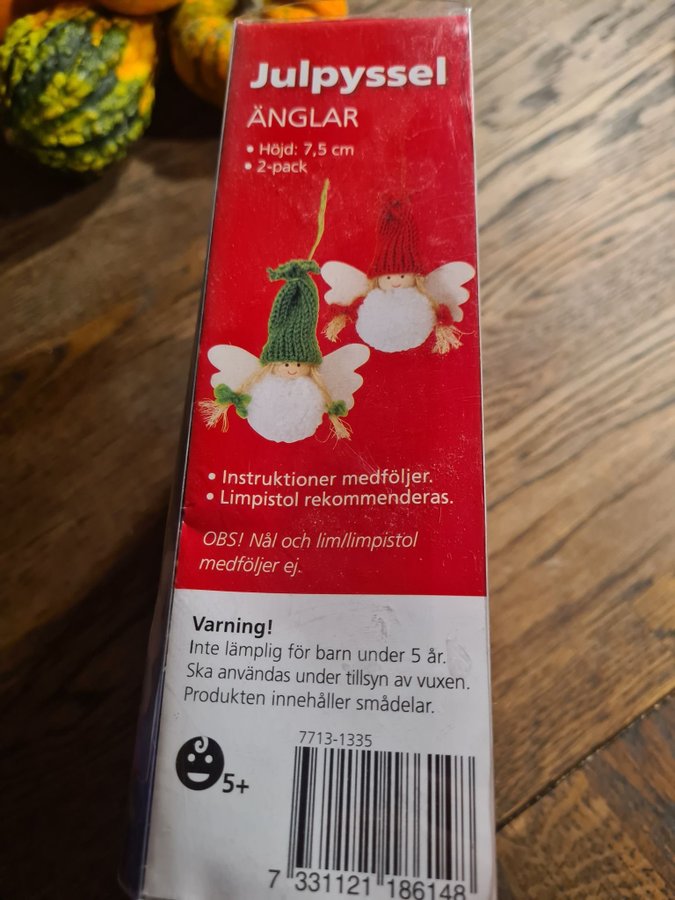 Julpyssel
ÄNGLAR
• Höjd: 7,5 cm
• 2-pack
• Instruktioner medföljer.
• Limpistol rekommenderas.
OBS! Nål och lim/limpistol
medföljer ej.
Varning!
Inte lämplig för barn under 5 år.
Ska användas under tillsyn av vuxen.
Produkten innehåller smådelar.
7713-1335
5+
7 331121 186148